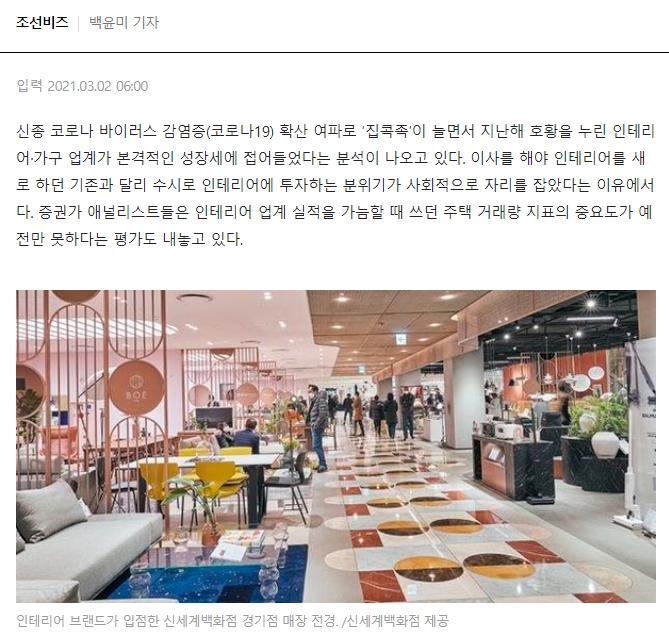 조선비즈 백윤미 기자
입력 2021.03.02 06:00
신종 코로나 바이러스 감염증(코로나19) 확산 여파로 '집콕족'이 늘면서 지난해 호황을 누린 인테리
어·가구 업계가 본격적인 성장세에 접어들었다는 분석이 나오고 있다. 이사를 해야 인테리어를 새
로 하던 기존과 달리 수시로 인테리어에 투자하는 분위기가 사회적으로 자리를 잡았다는 이유에서
다. 증권가 애널리스트들은 인테리어 업계 실적을 가늠할 때 쓰던 주택 거래량 지표의 중요도가 예
전만 못하다는 평가도 내놓고 있다.
BOE
인테리어 브랜드가 입점한 신세계백화점 경기점 매장 전경. /신세계백화점 제공